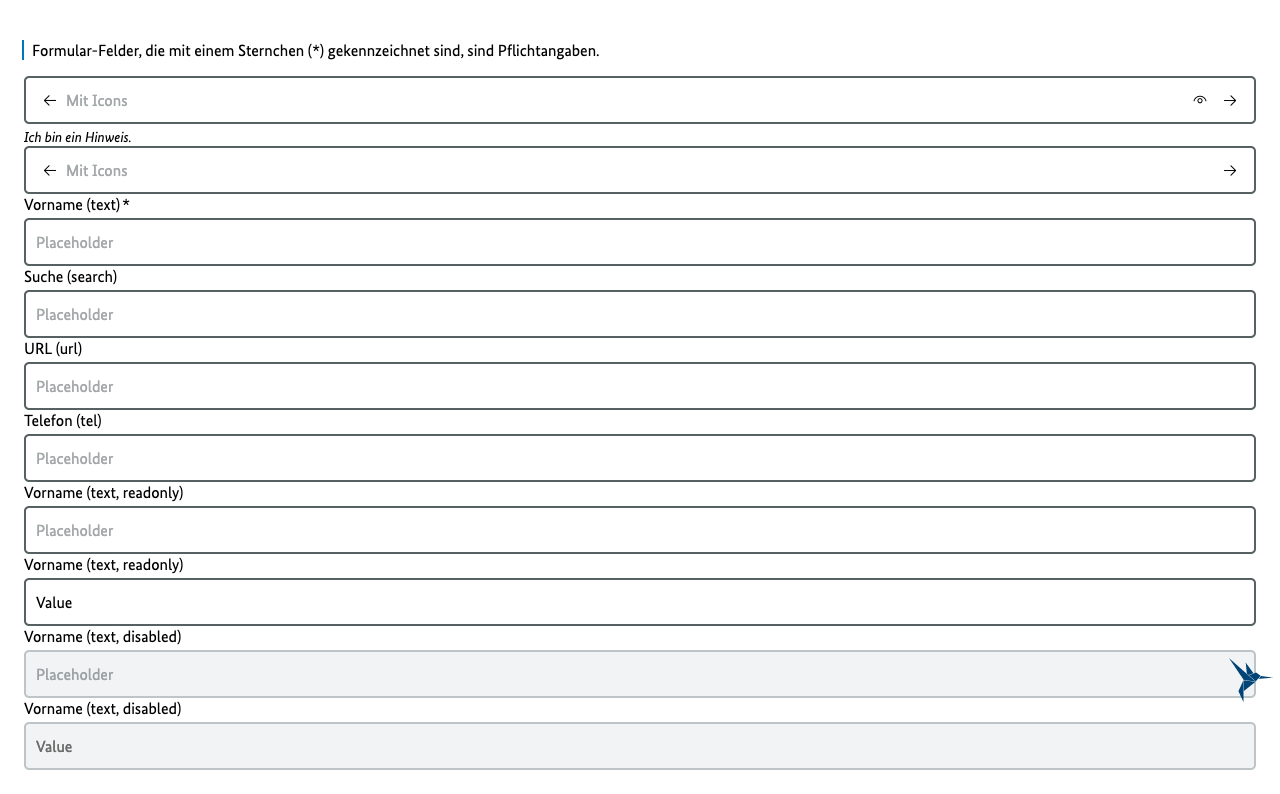 Formular-Felder, die mit einem Sternchen (*) gekennzeichnet sind, sind Pflichtangaben.
Mit Icons
Ich bin ein Hinweis.
Mit Icons
Vorname (text) *
Placeholder
Suche (search)
Placeholder
URL (url)
Placeholder
Telefon (tel)
Placeholder
Vorname (text, readonly)
Placeholder
Vorname (text, readonly)
Value
Vorname (text, disabled)
Placeholder
Vorname (text, disabled)
Value